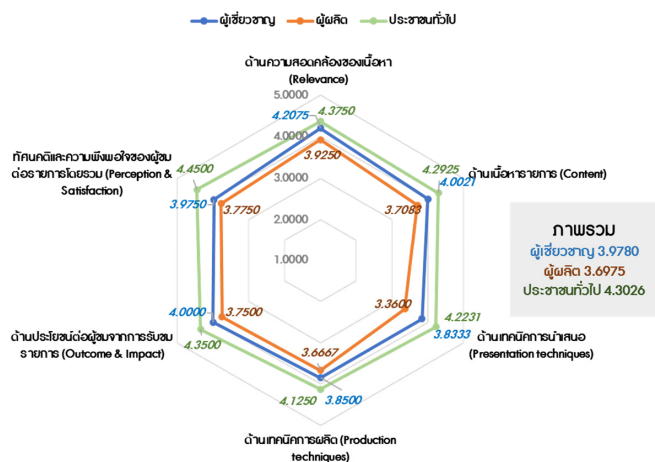 ผู้เชี่ยวชาญ ผู้ผลิต ประชาชนทั่วไป
ด้านความสอดคล้องของเนื้อหา
(Relevance)
5.0000
4.2075 4.3750
4.0000
3.9250
3.0000
2.0000
1.0000
4.2925
4.0021
ด้านเนื้อหารายการ (Content)
3.7083
ทัศนคติและความพึงพอใจของผู้ชม
ต่อรายการโดยรวม (Perception &
Satisfaction)
4.4500
3.9750
3.7750
ภาพรวม
ผู้เชี่ยวชาญ 3.9780
ผู้ผลิต 3.6975
ประชาชนทั่วไป 4.3026
3.3600
4.2231
3.8333
ด้านเทคนิคการนำเสนอ
(Presentation techniques)
4.0000
3.7500
ด้านประโยชน์ต่อผู้ชมจากการรับชม
รายการ (Outcome & Impact)
4.3500
3.6667
4.1250 3.8500
ด้านเทคนิคการผลิต (Production
techniques)